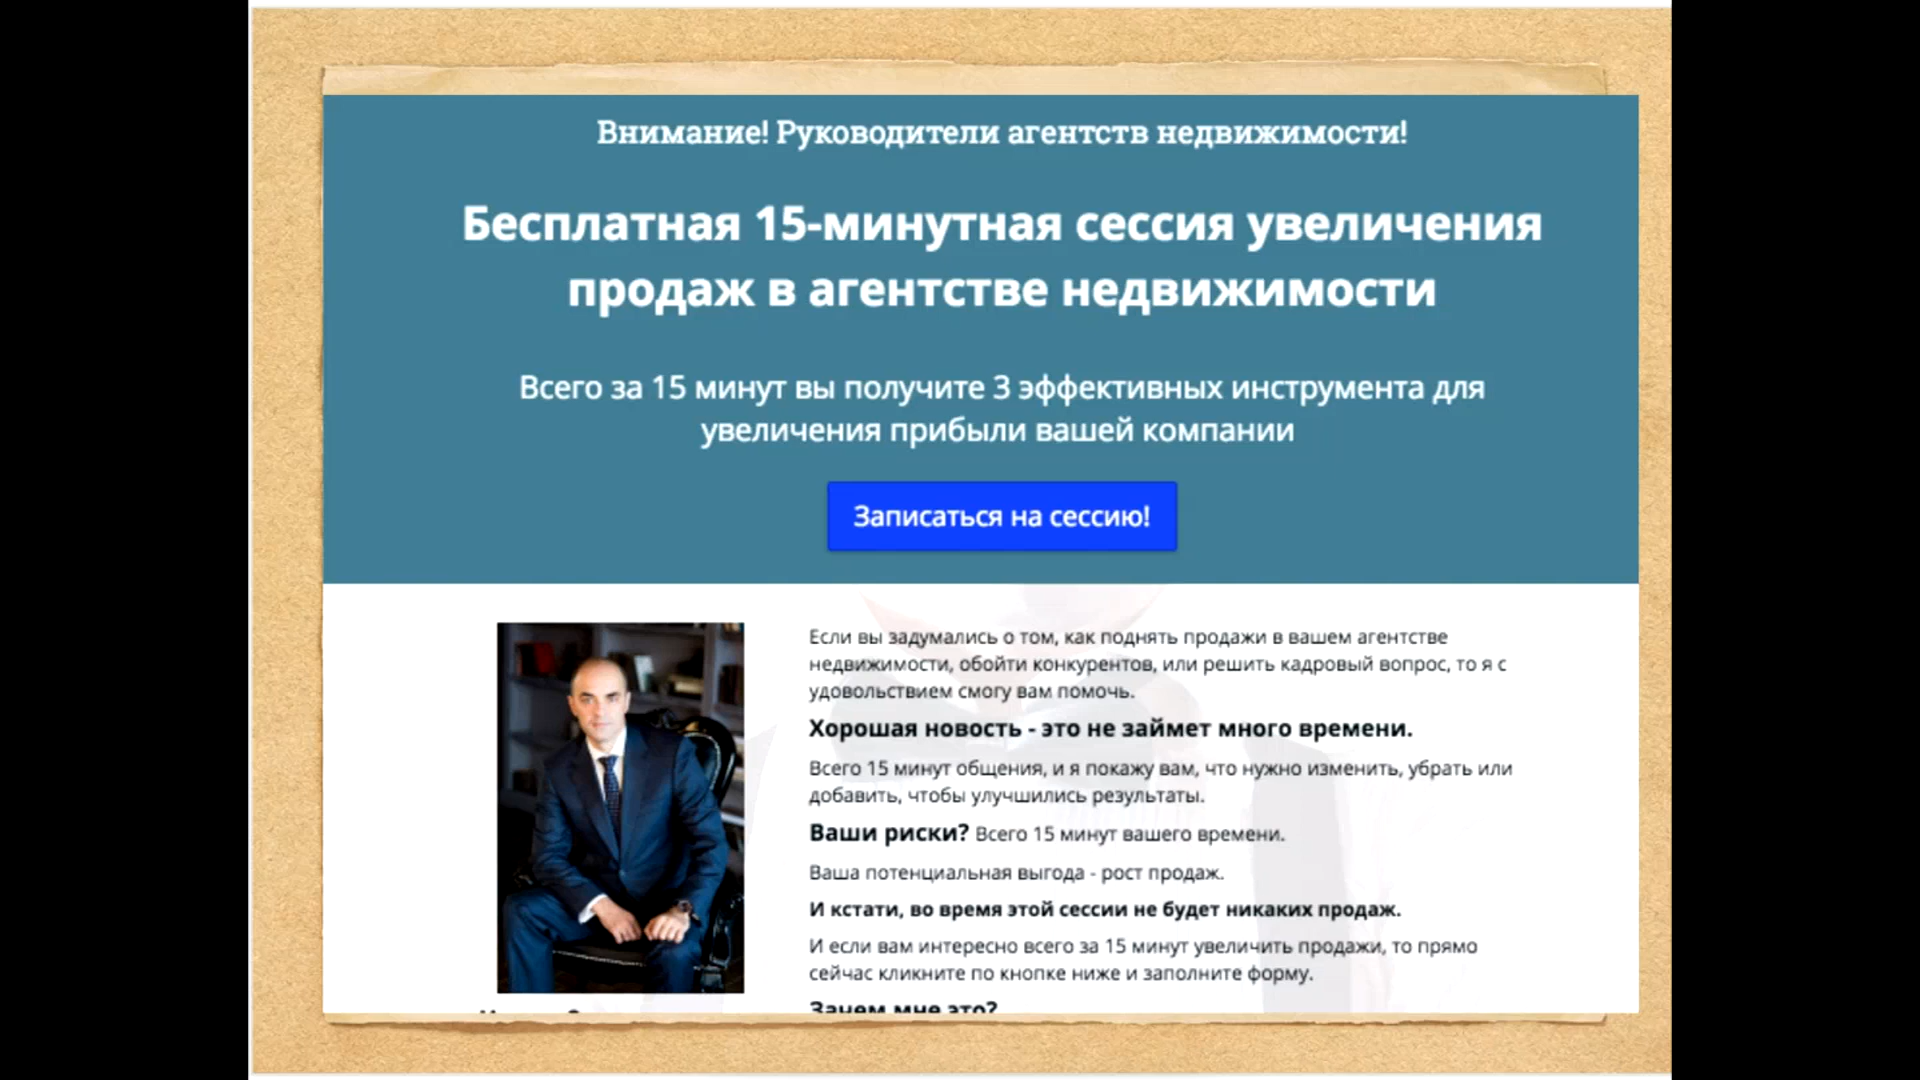 Внимание! Руководители агентств недвижимости!
Бесплатная 15-минутная сессия увеличения
продаж в агентстве недвижимости
Всего за 15 минут вы получите 3 эффективных инструмента для
увеличения прибыли вашей компании
Записаться на сессию!
Если вы задумались о том, как поднять продажи в вашем агентстве
недвижимости, обойти конкурентов, или решить кадровый вопрос, то я с
удовольствием смогу вам помочь.
Хорошая новость - это не займет много времени.
Всего 15 минут общения, и я покажу вам, что нужно изменить, убрать или
добавить, чтобы улучшились результаты.
Ваши риски? Всего 15 минут вашего времени.
Ваша потенциальная выгода - рост продаж.
И кстати, во время этой сессии не будет никаких продаж.
И если вам интересно всего за 15 минут увеличить продажи, то прямо
сейчас кликните по кнопке ниже и заполните форму.
Зачем мне это?